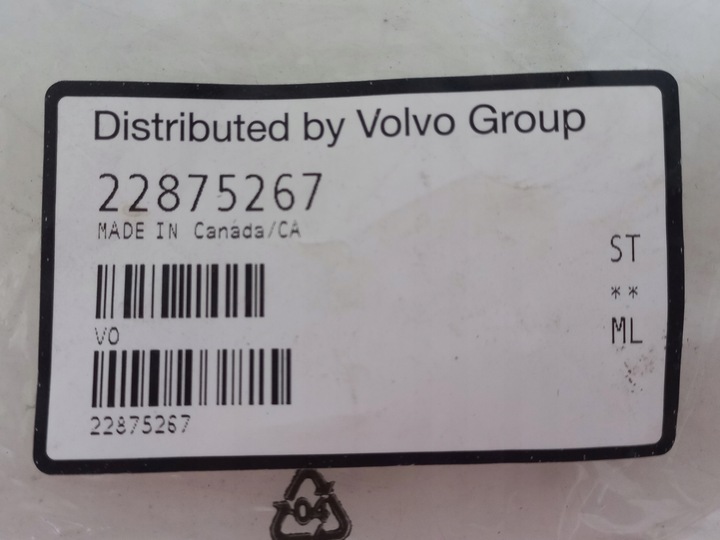 Distributed by Volvo Group
22875267
MADE IN Canada/CA
ST
**
VO
ML
22875267
04